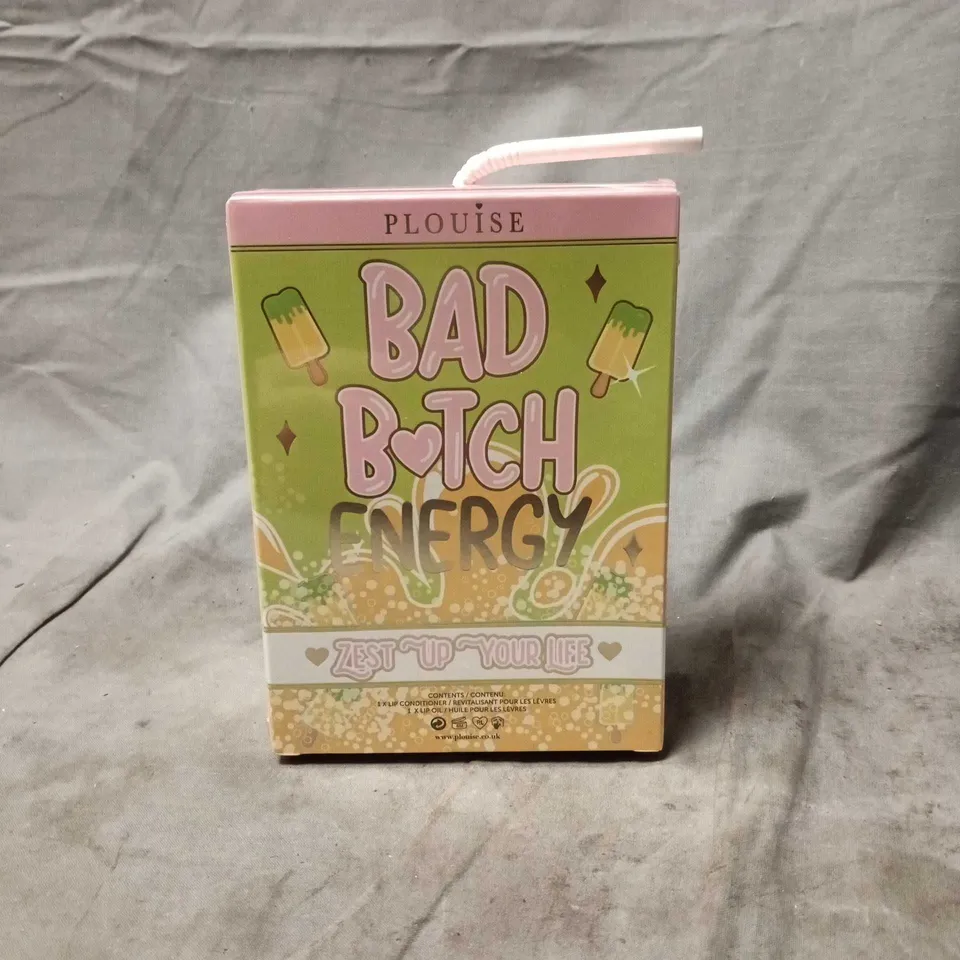 PLOUISE
BAD
B♥TCH
ENERGY
ZEST UP YOUR LIFE
CONTENTS / CONTENU
1 X LIP CONDITIONER / REVITALISANT POUR LES LÈVRES
1 X LIP OIL / HUILE POUR LES LÈVRES
www.plouise.co.uk